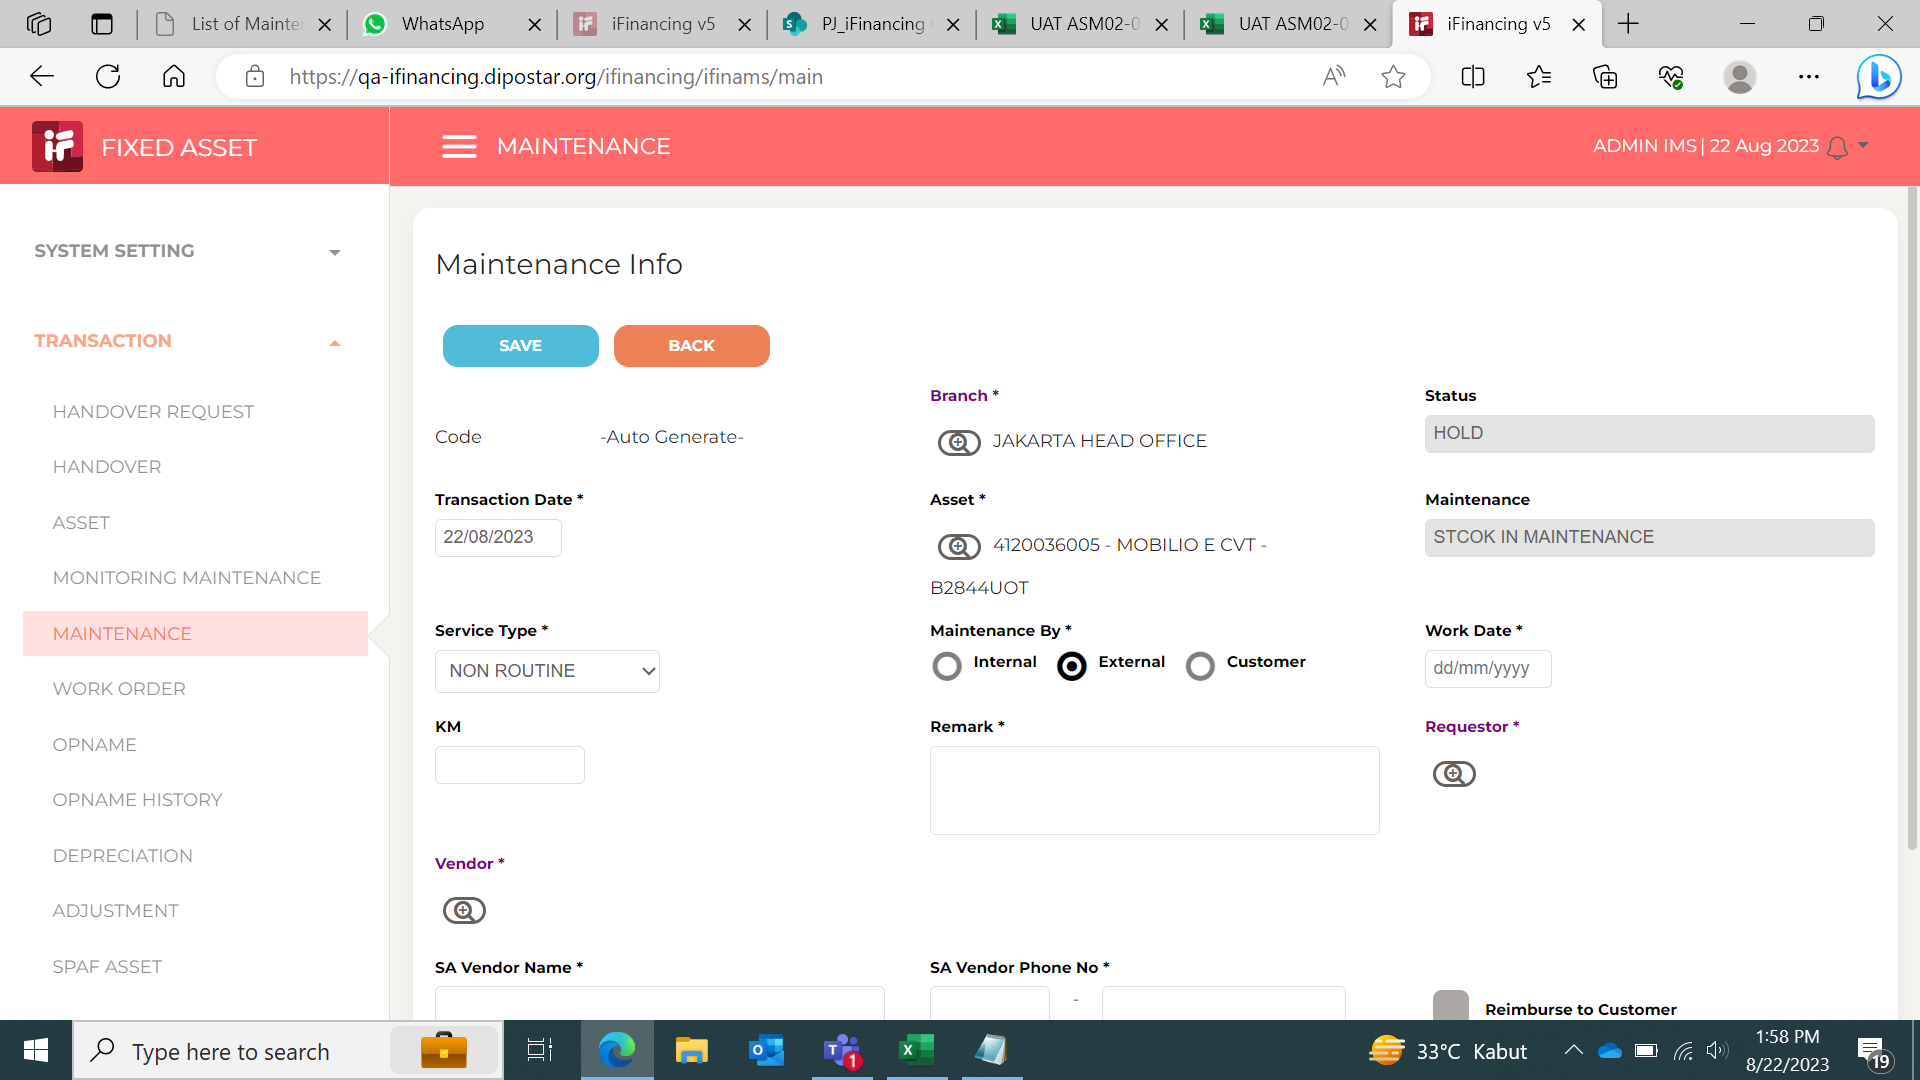 List of Mainte
WhatsApp
iFinancing v5
PJ_iFinancing
UAT ASM02-0
UAT ASM02-0
iFinancing v5
https://qa-ifinancing.dipostar.org/ifinancing/ifinams/main
iF FIXED ASSET
MAINTENANCE
ADMIN IMS | 22 Aug 2023
SYSTEM SETTING
TRANSACTION
HANDOVER REQUEST
HANDOVER
ASSET
MONITORING MAINTENANCE
MAINTENANCE
WORK ORDER
OPNAME
OPNAME HISTORY
DEPRECIATION
ADJUSTMENT
SPAF ASSET
Maintenance Info
SAVE BACK
Code -Auto Generate-
Branch *
JAKARTA HEAD OFFICE
Status
HOLD
Transaction Date *
22/08/2023
Asset *
4120036005 - MOBILIO E CVT -
B2844UOT
Maintenance
STCOK IN MAINTENANCE
Service Type *
NON ROUTINE
Maintenance By *
Internal External Customer
Work Date *
dd/mm/yyyy
KM
Remark *
Requestor *
Vendor *
SA Vendor Name *
SA Vendor Phone No *
-
Reimburse to Customer
Type here to search
1
33°C Kabut
1:58 PM
8/22/2023
19